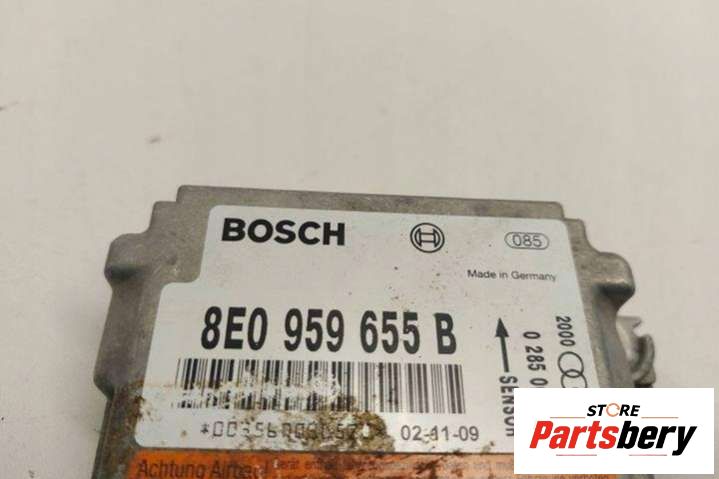 BOSCH
085
Made in Germany
8E0 959 655 B
2000
0 285 0
SENSOR
02-11-09
Achtung Airbag
STORE
Partsbery